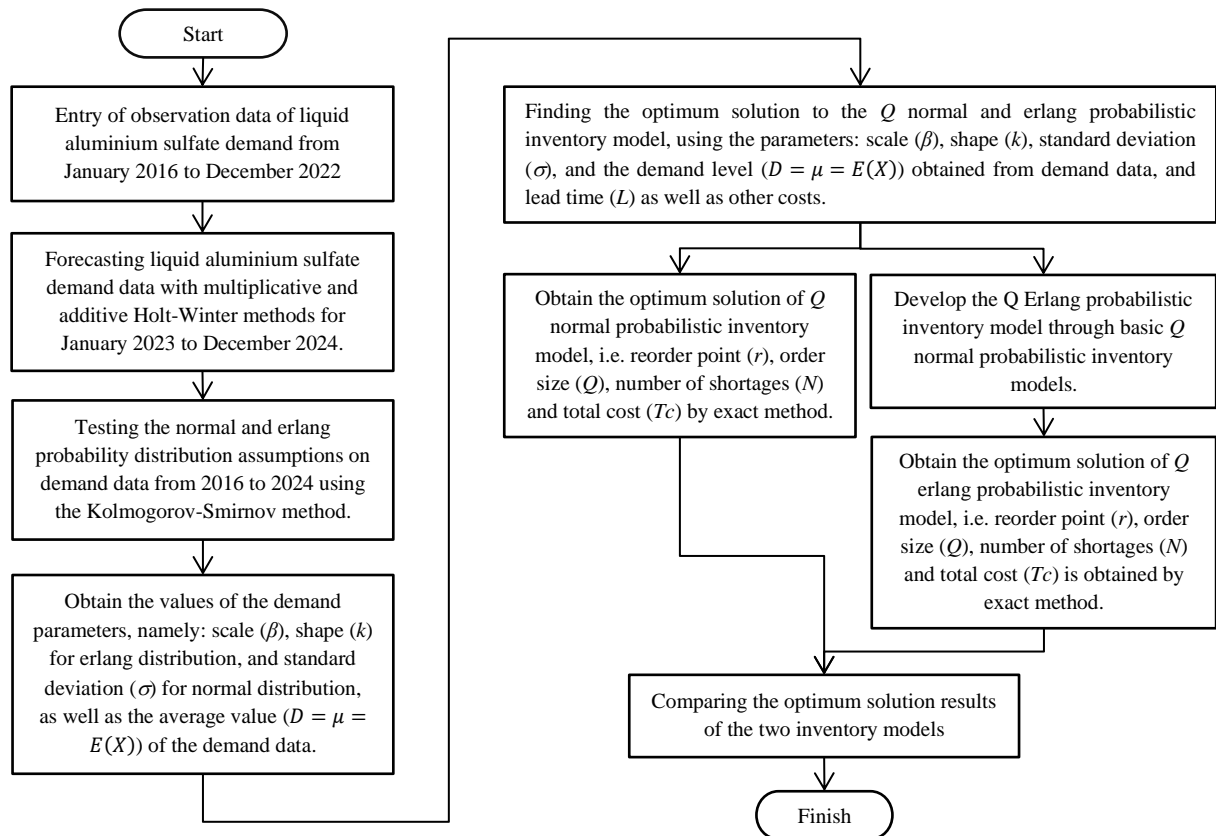 Start
Entry of observation data of liquid
aluminium sulfate demand from
January 2016 to December 2022
Forecasting liquid aluminium sulfate
demand data with multiplicative and
additive Holt-Winter methods for
January 2023 to December 2024.
Testing the normal and erlang
probability distribution assumptions on
demand data from 2016 to 2024 using
the Kolmogorov-Smirnov method.
Obtain the values of the demand
parameters, namely: scale (β), shape (k)
for erlang distribution, and standard
deviation (σ) for normal distribution,
as well as the average value (D = μ =
E(X)) of the demand data.
Finding the optimum solution to the Q normal and erlang probabilistic
inventory model, using the parameters: scale (β), shape (k), standard deviation
(σ), and the demand level (D = μ = E(X)) obtained from demand data, and
lead time (L) as well as other costs.
Obtain the optimum solution of Q
normal probabilistic inventory
model, i.e. reorder point (r), order
size (Q), number of shortages (N)
and total cost (Tc) by exact method.
Develop the Q Erlang probabilistic
inventory model through basic Q
normal probabilistic inventory
models.
Obtain the optimum solution of Q
erlang probabilistic inventory
model, i.e. reorder point (r), order
size (Q), number of shortages (N)
and total cost (Tc) is obtained by
exact method.
Comparing the optimum solution results
of the two inventory models
Finish